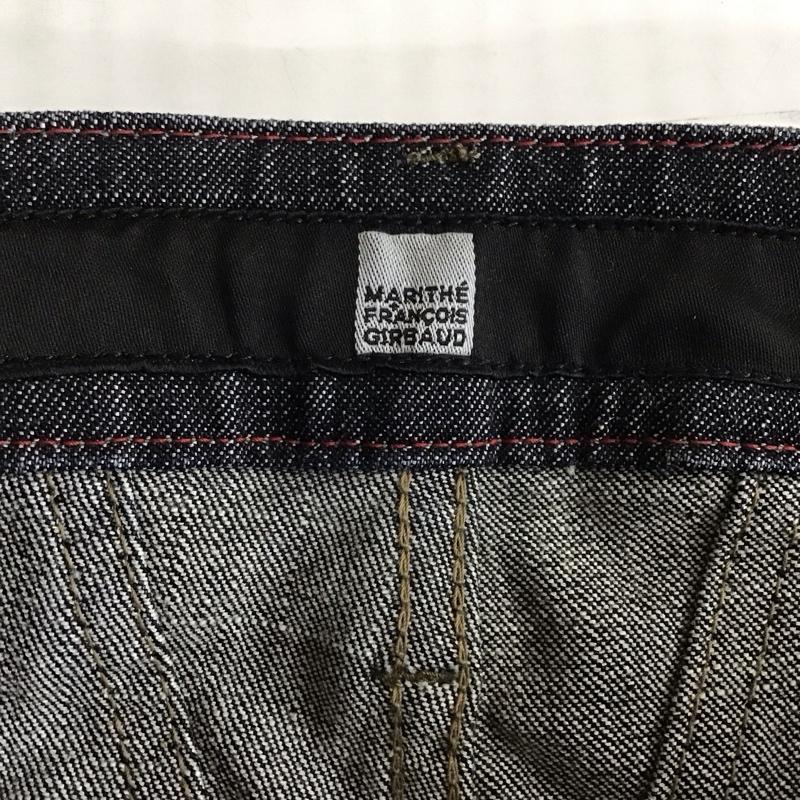 MARITHÉ
+
FRANÇOIS
GIRBAUD